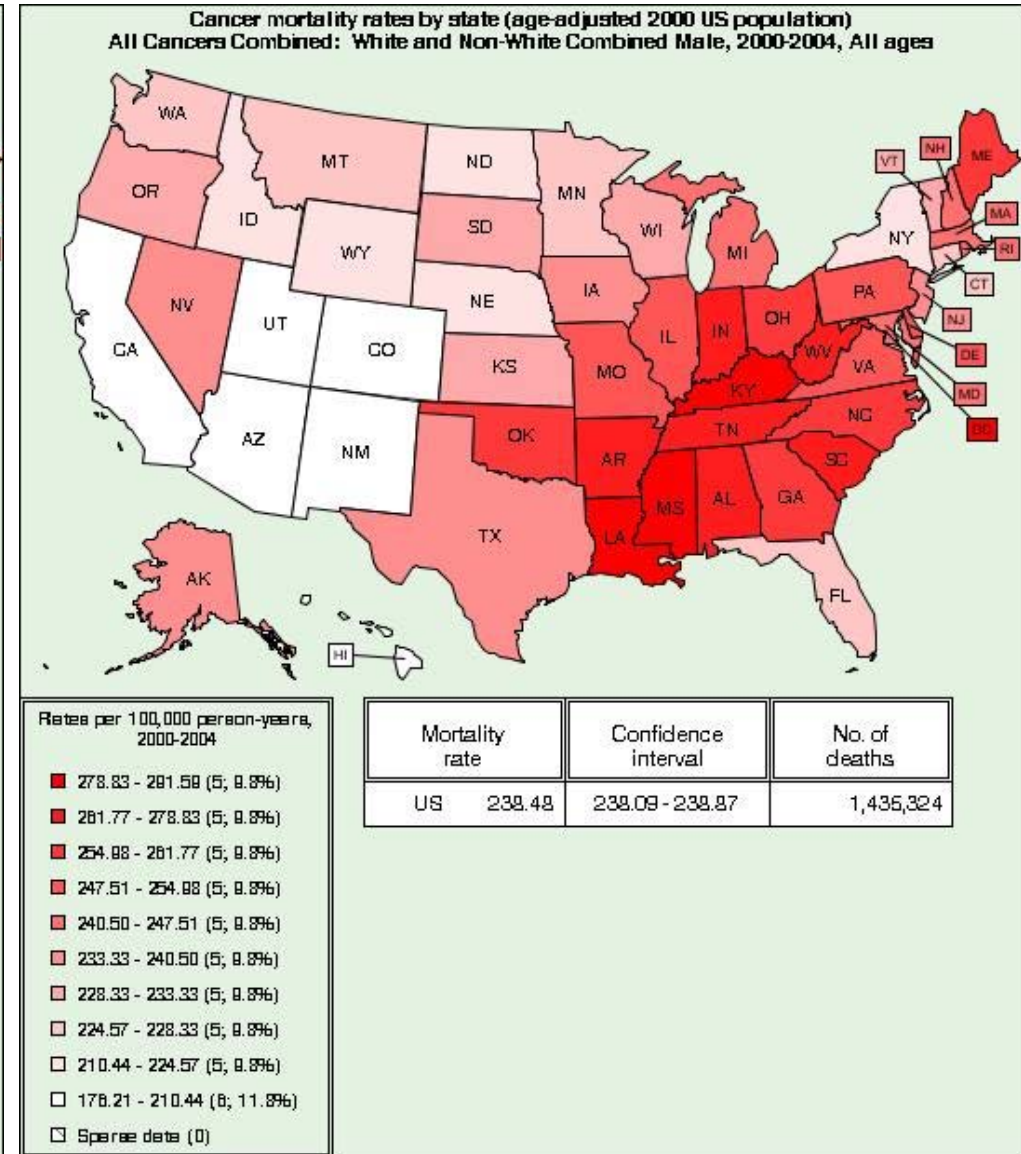 Cancer mortality rates by state (age-adjusted 2000 US population)
All Cancers Combined: White and Non-White Combined Male, 2000-2004, All ages
WA
MT
ND
MN
VT
NH
ME
OR
ID
SD
WI
MA
WY
MI
NY
RI
CT
NV
NE
IA
PA
NJ
UT
CO
IL
IN
OH
DE
CA
KS
MO
WV
VA
MD
KY
DC
AZ
NM
OK
TN
NC
AR
SC
MS
AL
GA
TX
LA
AK
FL
HI
Rates per 100,000 person-years,
2000-2004
278.83 - 291.59 (5; 9.8%)
261.77 - 278.83 (5; 9.8%)
254.98 - 261.77 (5; 9.8%)
247.51 - 254.98 (5; 9.8%)
240.50 - 247.51 (5; 9.8%)
233.33 - 240.50 (5; 9.8%)
228.33 - 233.33 (5; 9.8%)
224.57 - 228.33 (5; 9.8%)
210.44 - 224.57 (5; 9.8%)
176.21 - 210.44 (6; 11.8%)
Sparse data (0)
Mortality rate
Confidence interval
No. of deaths
US 238.48 238.09 - 238.87 1,435,324